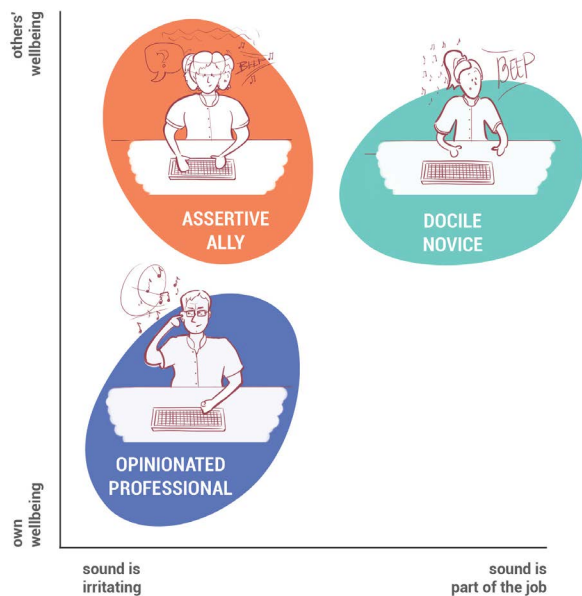 others'
wellbeing
?
BEEP
ASSERTIVE
ALLY
DOCILE
NOVICE
OPINIONATED
PROFESSIONAL
own
wellbeing
sound is
irritating
sound is
part of the job